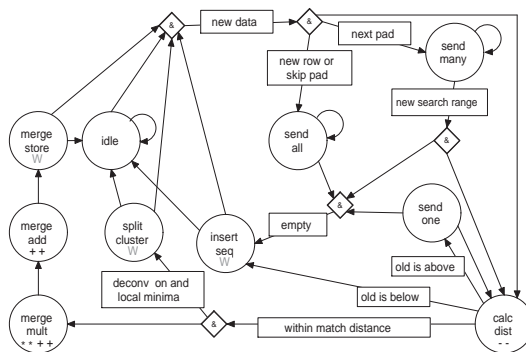 &
new data
&
next pad
send
many
new row or
skip pad
new search range
merge
store
W
idle
send
all
&
&
merge
add
+ +
split
cluster
W
insert
seq
W
empty
send
one
old is above
deconv on and
local minima
old is below
merge
mult
* * + +
&
within match distance
calc
dist
- -